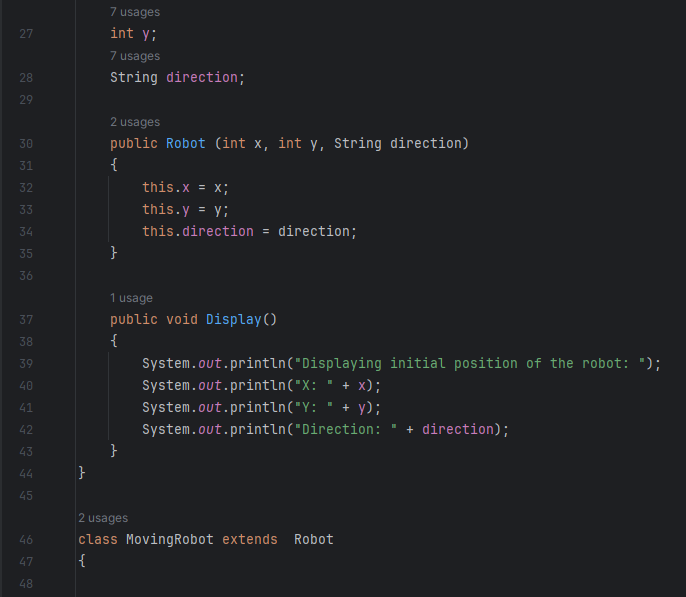 7 usages
27 int y;
7 usages
28 String direction;
29
2 usages
30 public Robot (int x, int y, String direction)
31 {
32 this.x = x;
33 this.y = y;
34 this.direction = direction;
35 }
36
1 usage
37 public void Display()
38 {
39 System.out.println("Displaying initial position of the robot: ");
40 System.out.println("X: " + x);
41 System.out.println("Y: " + y);
42 System.out.println("Direction: " + direction);
43 }
44 }
45
2 usages
46 class MovingRobot extends  Robot
47 {
48